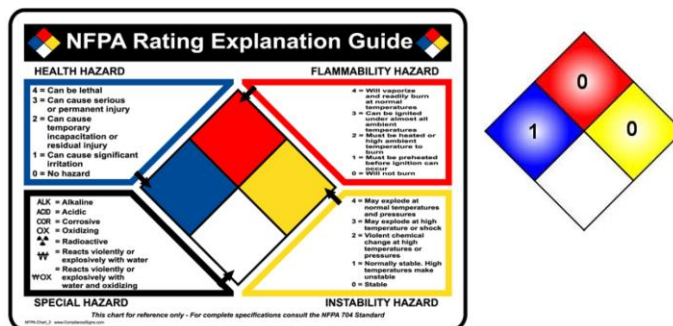 NFPA Rating Explanation Guide
HEALTH HAZARD
4 = Can be lethal
3 = Can cause serious
or permanent injury
2 = Can cause
temporary
incapacitation or
residual injury
1 = Can cause significant
irritation
0 = No hazard
FLAMMABILITY HAZARD
4 = Will vaporize
and readily burn
at normal
temperatures
3 = Can be ignited
under almost all
ambient
temperatures
2 = Must be heated or
high ambient
temperature to
burn
1 = Must be preheated
before ignition can
occur
0 = Will not burn
ALK = Alkaline
ACID = Acidic
COR = Corrosive
OX = Oxidizing
= Radioactive
W = Reacts violently or
explosively with water
WOX = Reacts violently or
explosively with
water and oxidizing
SPECIAL HAZARD
4 = May explode at
normal temperatures
and pressures
3 = May explode at high
temperature or shock
2 = Violent chemical
change at high
temperatures or
pressures
1 = Normally stable. High
temperatures make
unstable
0 = Stable
INSTABILITY HAZARD
This chart for reference only - For complete specifications consult the NFPA 704 Standard
NFPA-Chart_3 www.ComplianceSigns.com
0
1
0